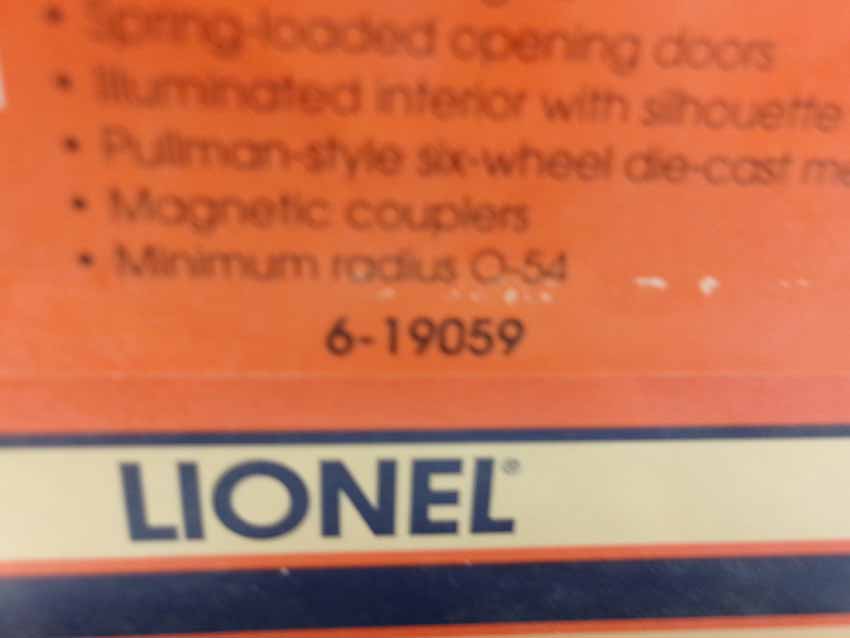 • Spring-loaded opening doors
• Illuminated interior with silhouette
• Pullman-style six-wheel die-cast
• Magnetic couplers
• Minimum radius O-54
6-19059
LIONEL®